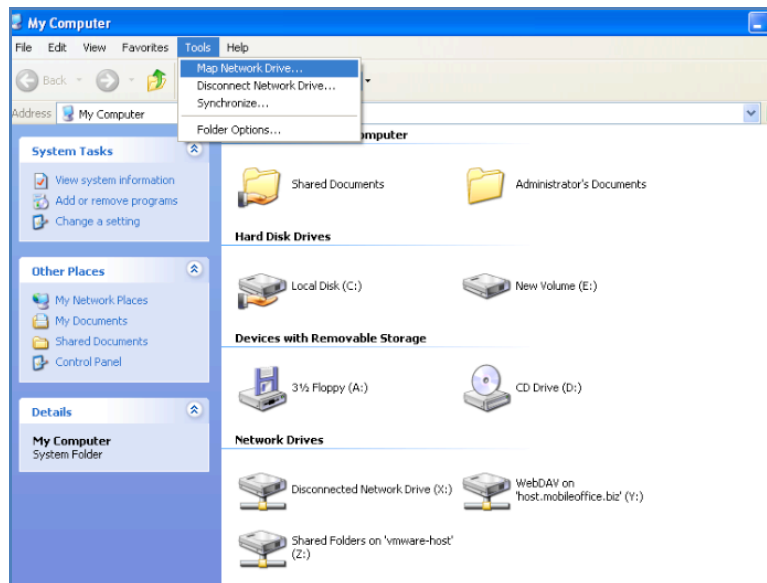 My Computer
File Edit View Favorites Tools Help
Back
Map Network Drive...
Disconnect Network Drive...
Synchronize...
Folder Options...
Address My Computer
System Tasks
View system information
Add or remove programs
Change a setting
Other Places
My Network Places
My Documents
Shared Documents
Control Panel
Details
My Computer
System Folder
Shared Documents
Administrator's Documents
Hard Disk Drives
Local Disk (C:)
New Volume (E:)
Devices with Removable Storage
3½ Floppy (A:)
CD Drive (D:)
Network Drives
Disconnected Network Drive (X:)
WebDAV on
'host.mobileoffice.biz' (Y:)
Shared Folders on 'vmware-host'
(Z:)